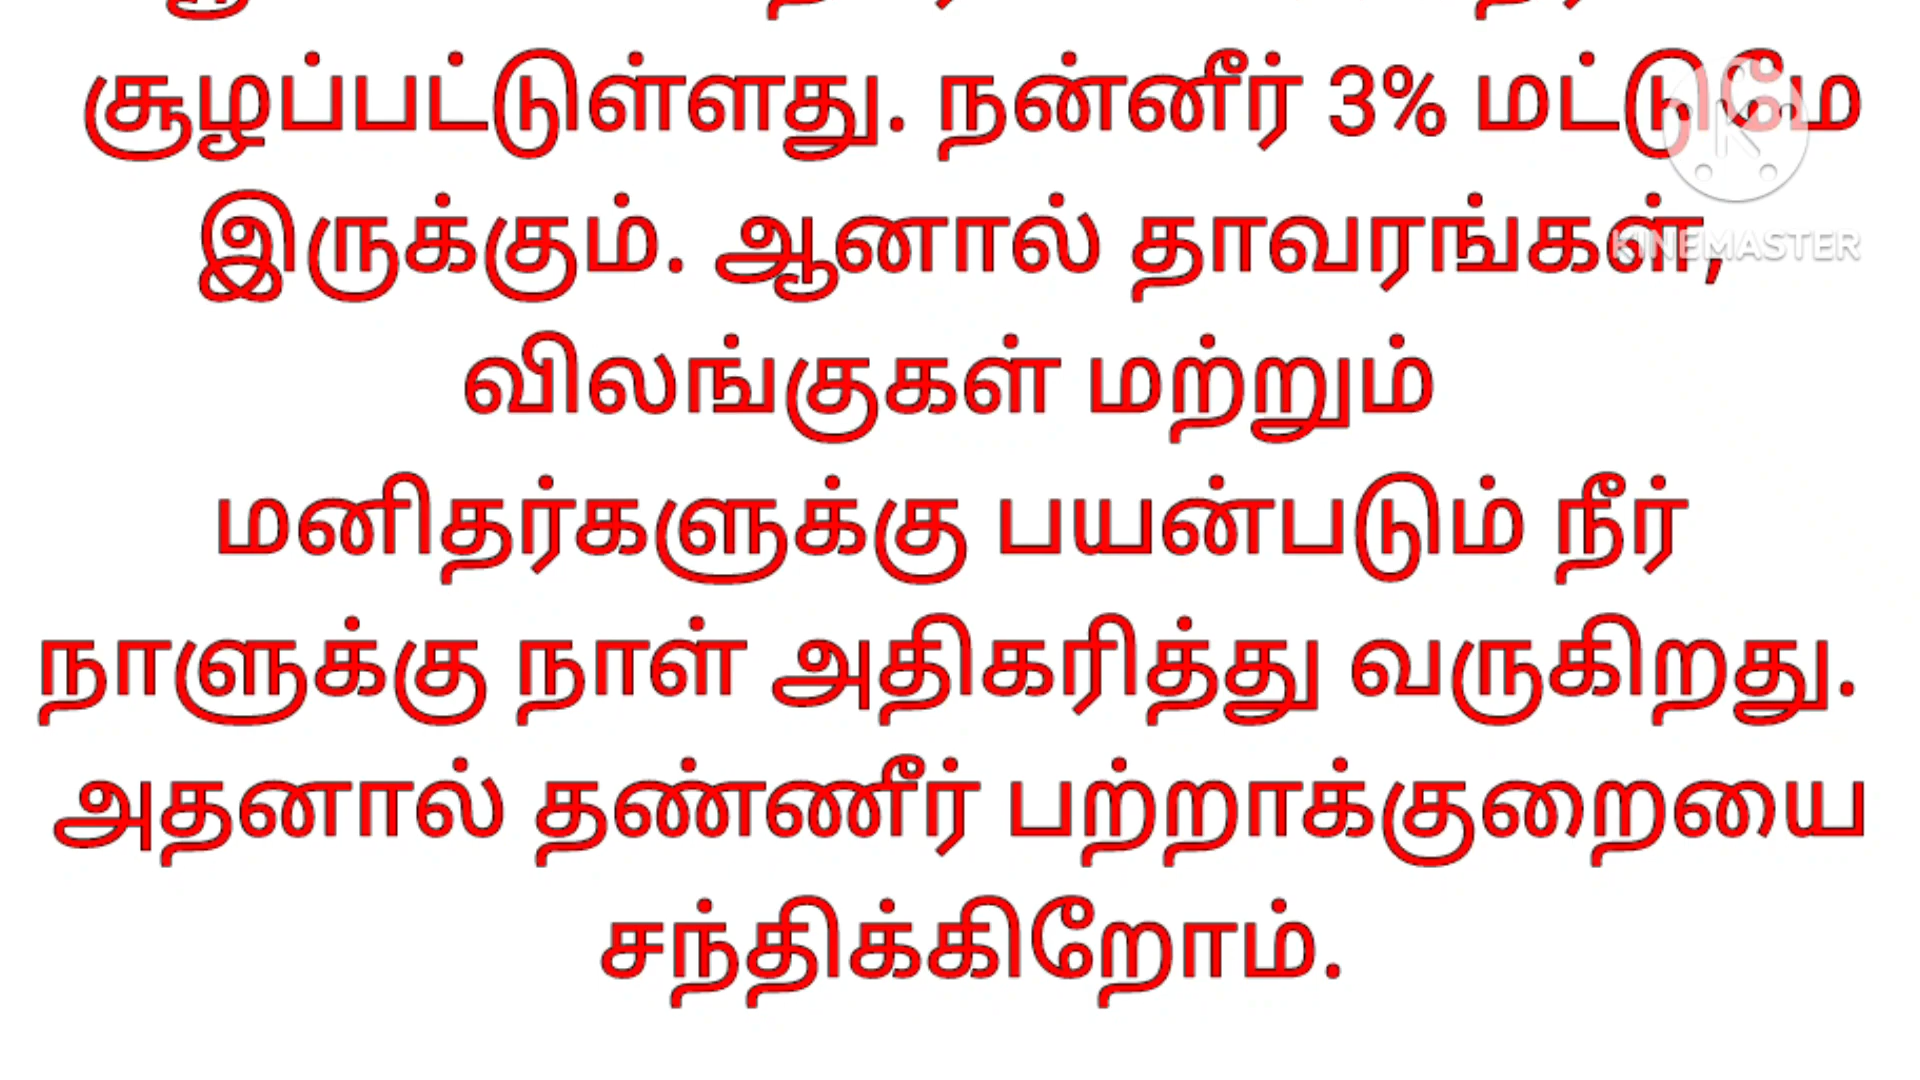 சூழப்பட்டுள்ளது. நன்னீர் 3% மட்டுமே
இருக்கும். ஆனால் தாவரங்கள்,
KINEMASTER
விலங்குகள் மற்றும்
மனிதர்களுக்கு பயன்படும் நீர்
நாளுக்கு நாள் அதிகரித்து வருகிறது.
அதனால் தண்ணீர் பற்றாக்குறையை
சந்திக்கிறோம்.